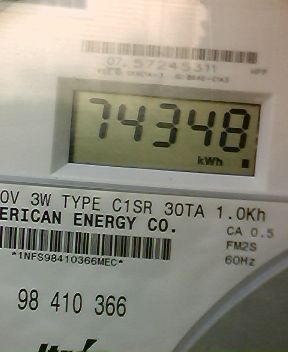 07. 57245311
74348
kWh
0V 3W TYPE C1SR 30TA 1.0Kh
ERICAN ENERGY CO.
CA 0.5
FM2S
*1NFS98410366MEC*
60Hz
98 410 366